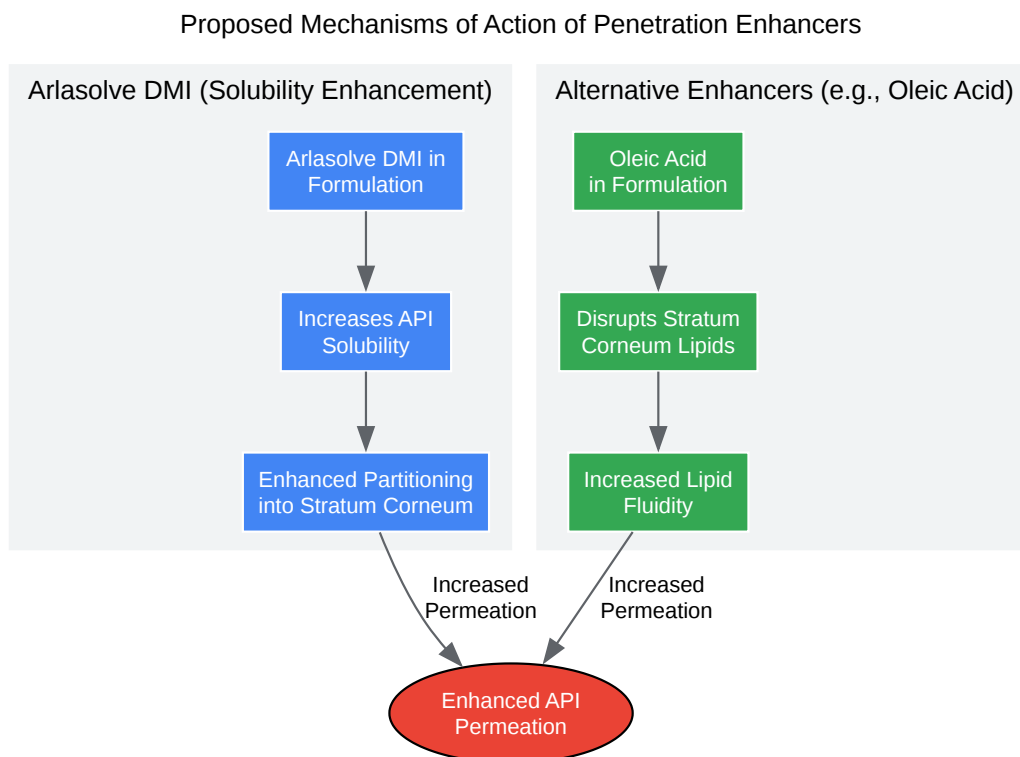 Proposed Mechanisms of Action of Penetration Enhancers
Arlasolve DMI (Solubility Enhancement)
Arlasolve DMI in
Formulation
Increases API
Solubility
Enhanced Partitioning
into Stratum Corneum
Alternative Enhancers (e.g., Oleic Acid)
Oleic Acid
in Formulation
Disrupts Stratum
Corneum Lipids
Increased Lipid
Fluidity
Increased
Permeation
Increased
Permeation
Enhanced API
Permeation